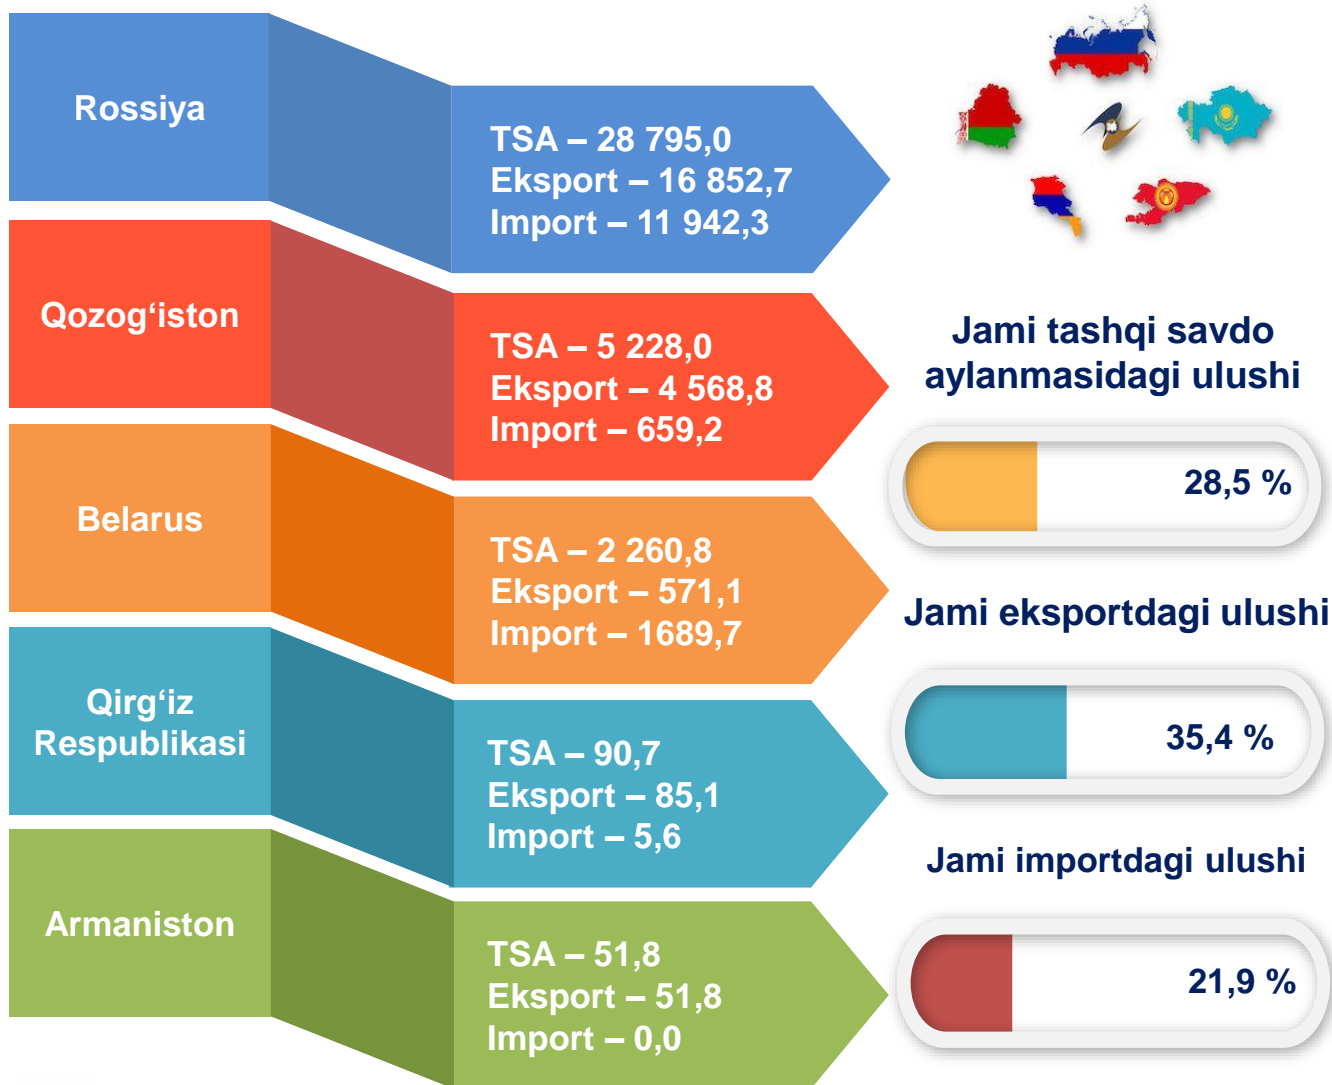 Rossiya
TSA – 28 795,0
Eksport – 16 852,7
Import – 11 942,3
Qozog‘iston
TSA – 5 228,0
Eksport – 4 568,8
Import – 659,2
Belarus
TSA – 2 260,8
Eksport – 571,1
Import – 1689,7
Qirg‘iz
Respublikasi
TSA – 90,7
Eksport – 85,1
Import – 5,6
Armaniston
TSA – 51,8
Eksport – 51,8
Import – 0,0
Jami tashqi savdo
aylanmasidagi ulushi
28,5 %
Jami eksportdagi ulushi
35,4 %
Jami importdagi ulushi
21,9 %